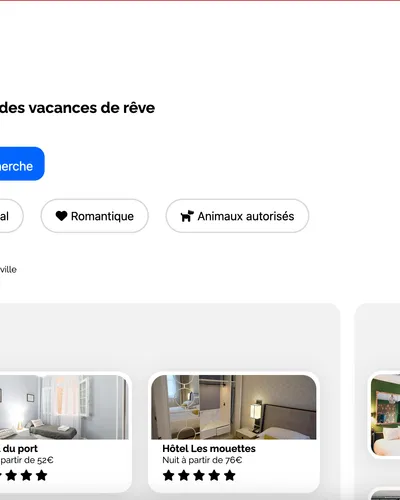 des vacances de rêve
herche
al
Romantique
Animaux autorisés
ville
du port
partir de 52€
Hôtel Les mouettes
Nuit à partir de 76€